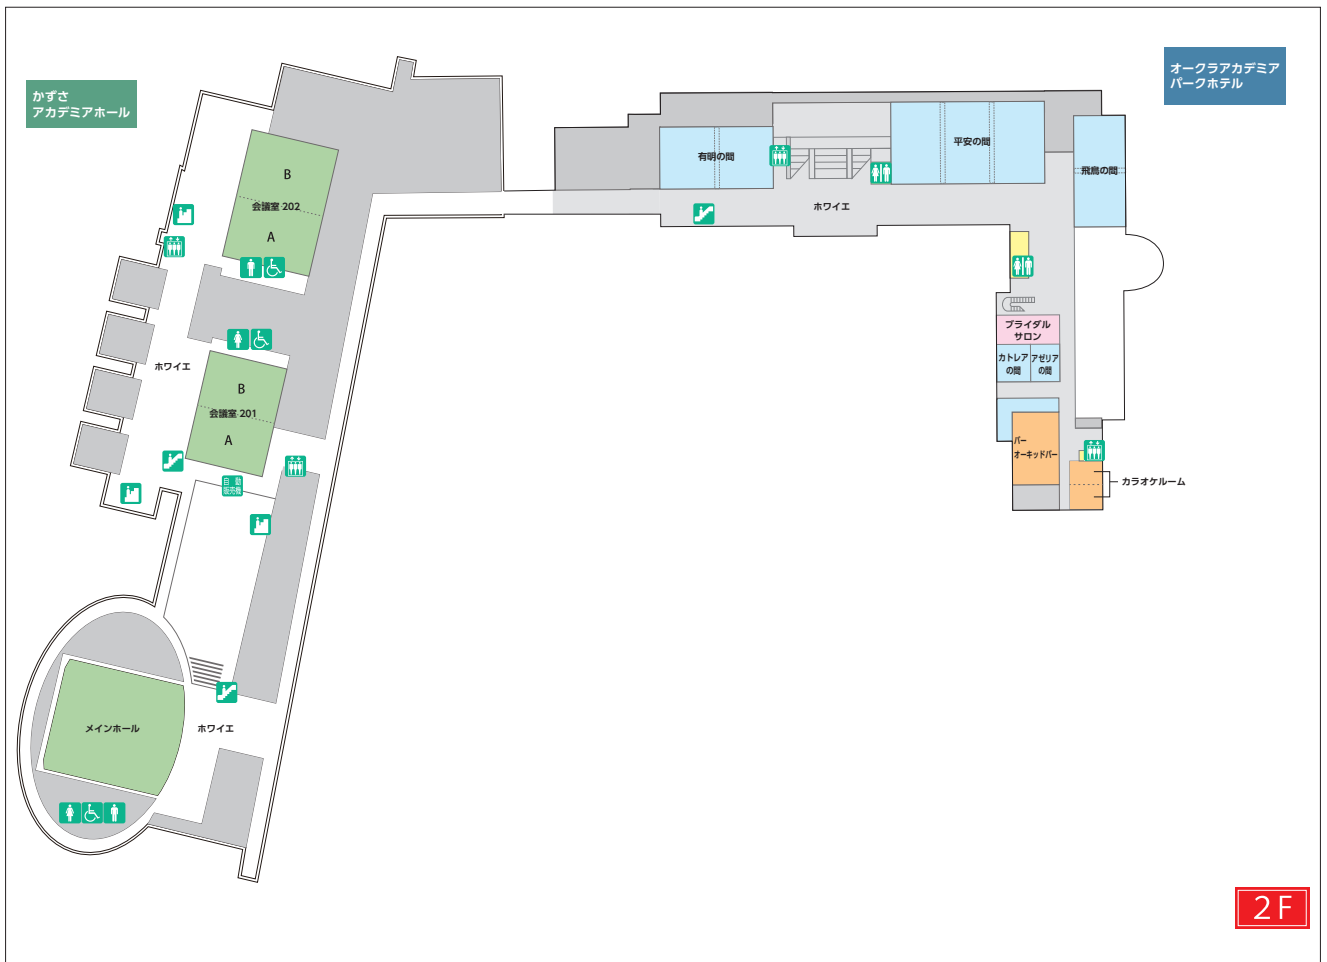 かずさ
アカデミアホール
オークラアカデミア
パークホテル
B
会議室 202
A
ホワイエ
B
会議室 201
A
自 動
販売機
メインホール
ホワイエ
有明の間
平安の間
飛鳥の間
ホワイエ
ブライダル
サロン
カトレア
の間
アゼリア
の間
バー
オーキッドバー
カラオケルーム
2F